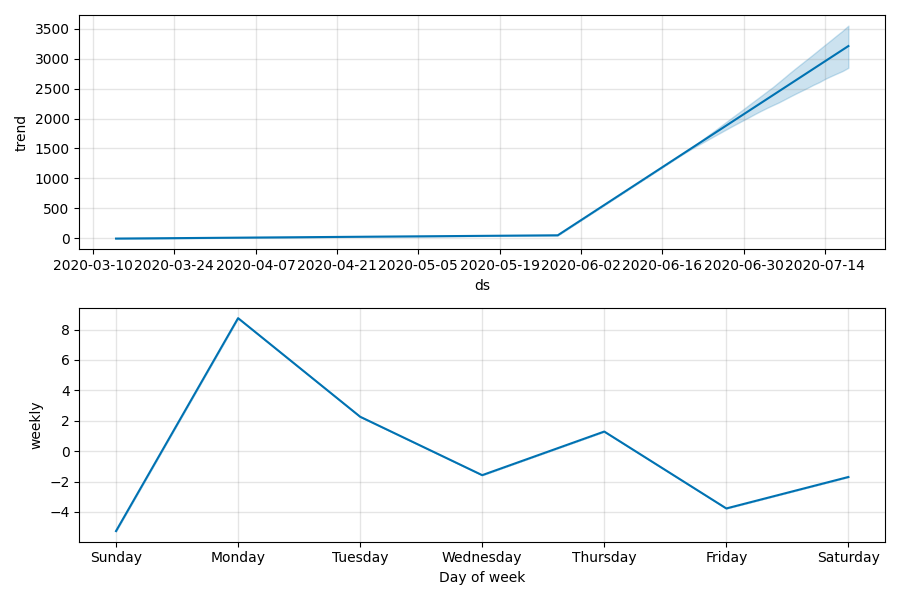 3500
3000
2500
2000
1500
1000
500
0
trend
2020-03-10 2020-03-24 2020-04-07 2020-04-21 2020-05-05 2020-05-19 2020-06-02 2020-06-16 2020-06-30 2020-07-14
ds
8
6
4
2
0
−2
−4
weekly
Sunday Monday Tuesday Wednesday Thursday Friday Saturday
Day of week